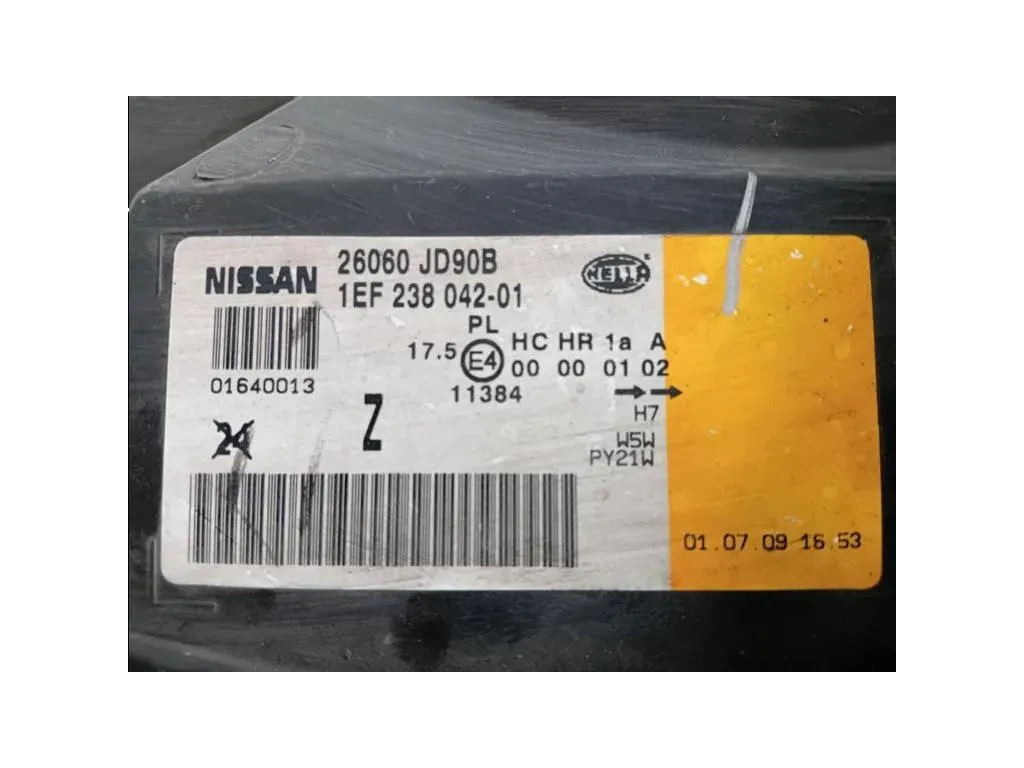 NISSAN
26060 JD90B
1EF 238 042-01
HELLA
PL
17.5 E4 HC HR 1a A
00 00 01 02
11384
01640013
H7
24
Z
W5W
PY21W
01.07.09 16.53